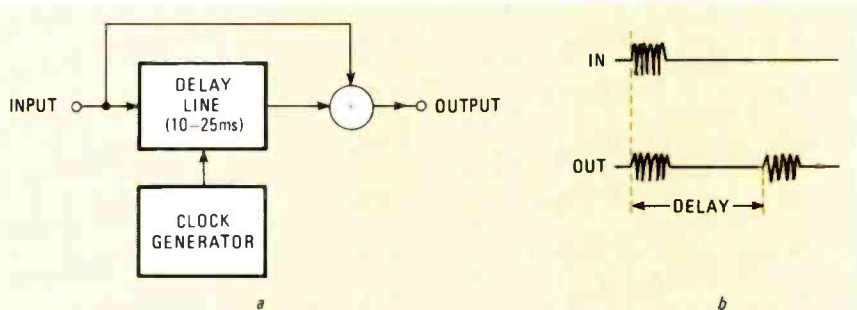 INPUT
DELAY
LINE
(10–25ms)
OUTPUT
CLOCK
GENERATOR
a
IN
OUT
DELAY
b